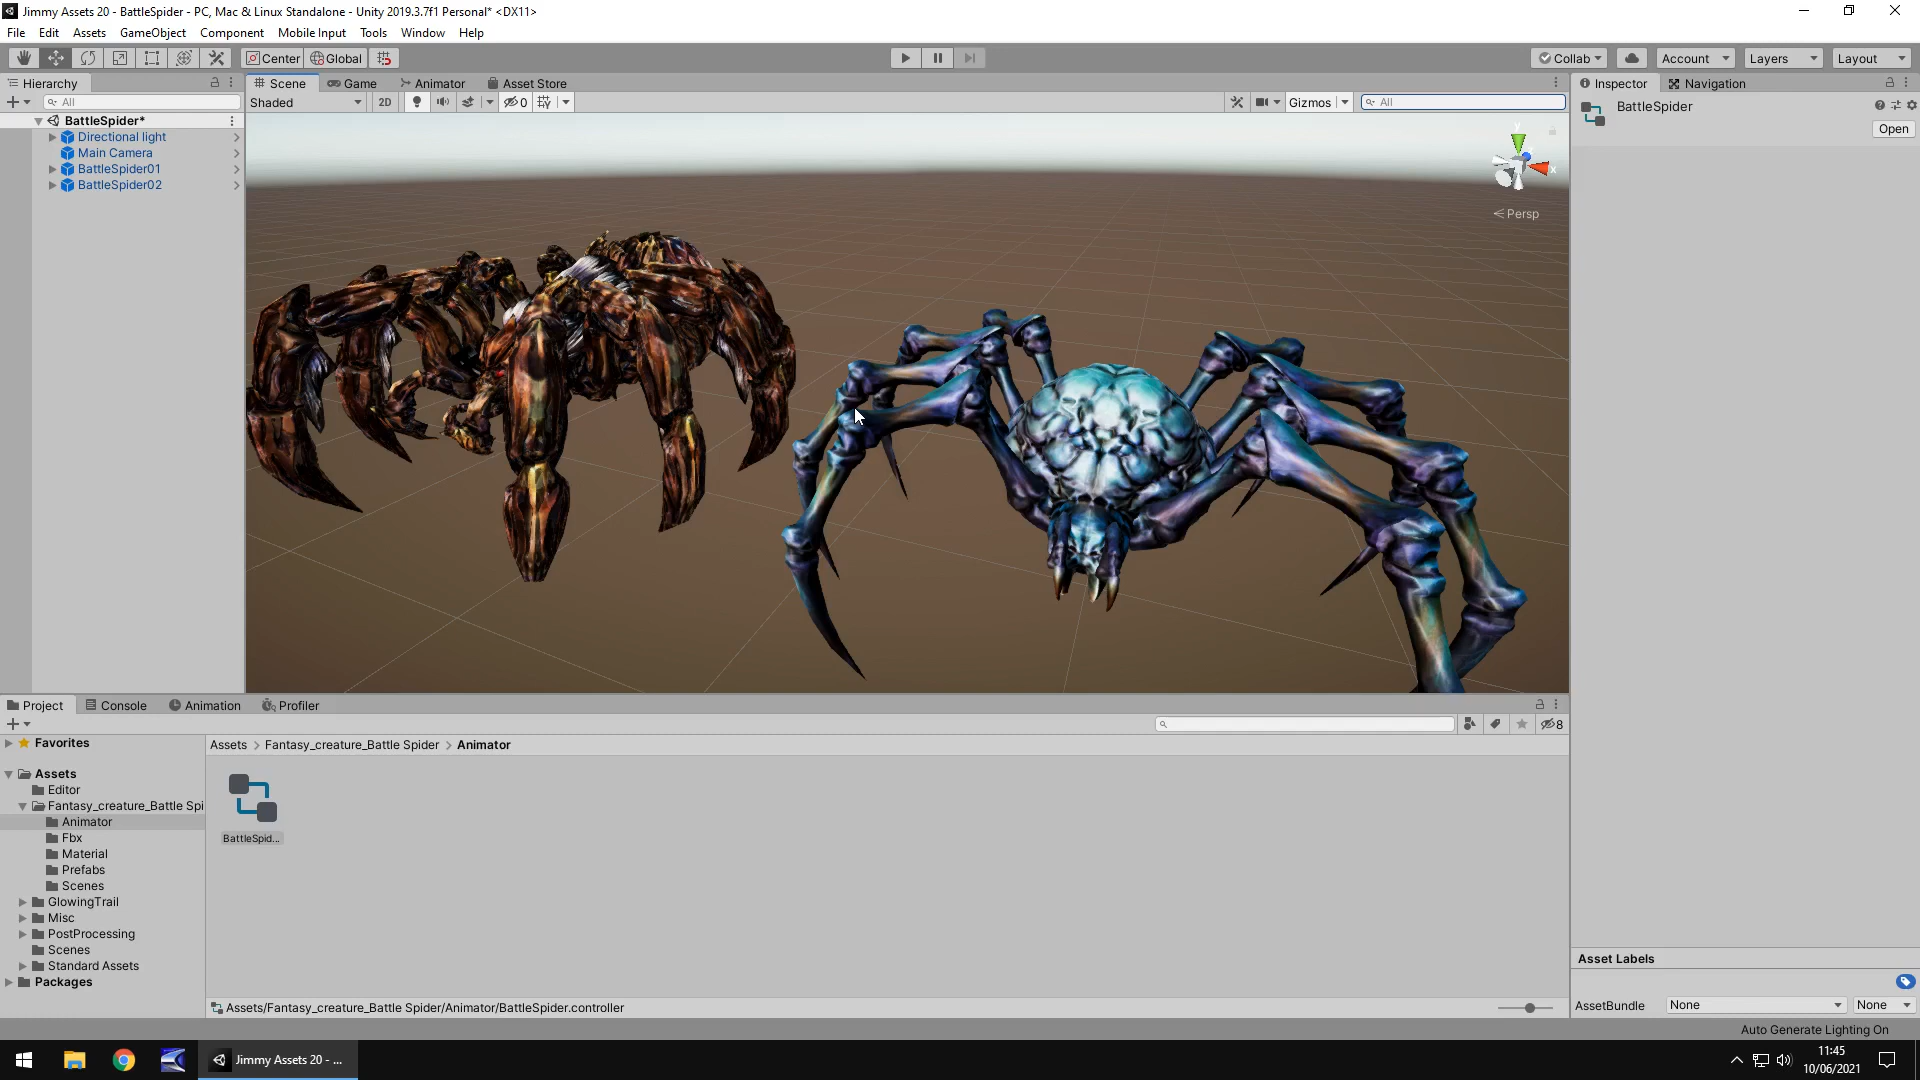 Jimmy Assets 20 - BattleSpider - PC, Mac & Linux Standalone - Unity 2019.3.7f1 Personal* <DX11>
File Edit Assets GameObject Component Mobile Input Tools Window Help
Center Global Collab Account Layers Layout
Hierarchy Scene Game Animator Asset Store Inspector Navigation
All Shaded 2D 0 Gizmos All
BattleSpider
Open
BattleSpider*
Directional light
Main Camera
BattleSpider01
BattleSpider02
y
x
Persp
Project Console Animation Profiler
8
Favorites
Assets > Fantasy_creature_Battle Spider > Animator
Assets
Editor
Fantasy_creature_Battle Spi
Animator
Fbx
Material
Prefabs
Scenes
GlowingTrail
Misc
PostProcessing
Scenes
Standard Assets
Packages
BattleSpid...
Assets/Fantasy_creature_Battle Spider/Animator/BattleSpider.controller
Asset Labels
AssetBundle None None
Auto Generate Lighting On
Jimmy Assets 20 - ...
11:45
10/06/2021